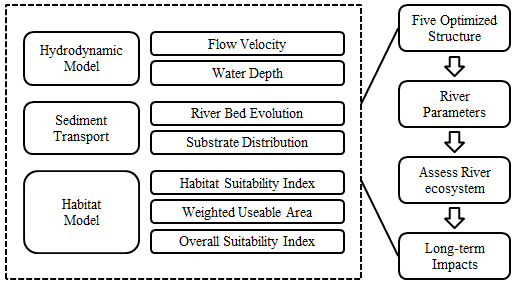 Hydrodynamic
Model
Flow Velocity
Water Depth
Sediment
Transport
River Bed Evolution
Substrate Distribution
Habitat
Model
Habitat Suitability Index
Weighted Useable Area
Overall Suitability Index
Five Optimized
Structure
River
Parameters
Assess River
ecosystem
Long-term
Impacts